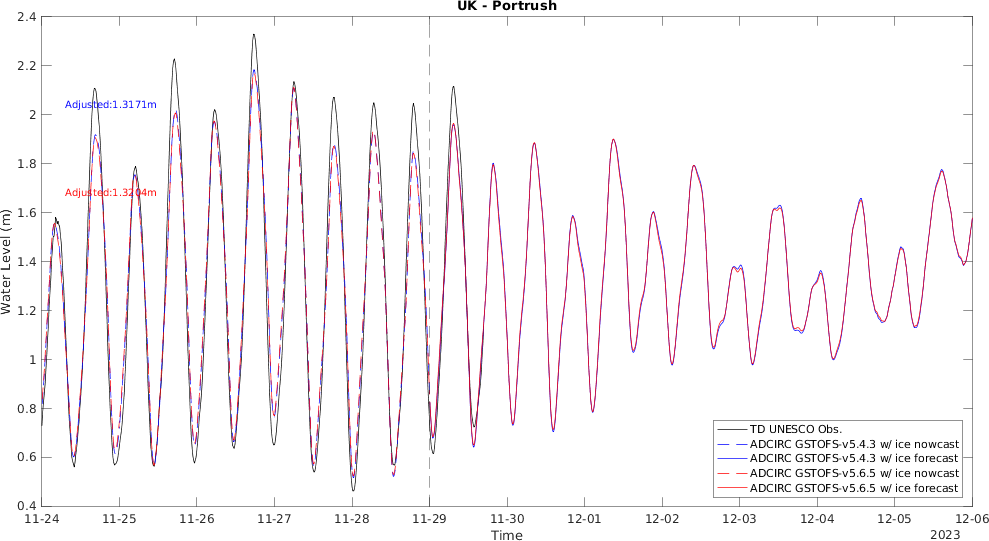 UK - Portrush
2.4
2.2
2
1.8
1.6
1.4
1.2
1
0.8
0.6
0.4
Water Level (m)
Adjusted:1.3171m
Adjusted:1.3204m
TD UNESCO Obs.
ADCIRC GSTOFS-v5.4.3 w/ ice nowcast
ADCIRC GSTOFS-v5.4.3 w/ ice forecast
ADCIRC GSTOFS-v5.6.5 w/ ice nowcast
ADCIRC GSTOFS-v5.6.5 w/ ice forecast
11-24 11-25 11-26 11-27 11-28 11-29 11-30 12-01 12-02 12-03 12-04 12-05 12-06
Time
2023